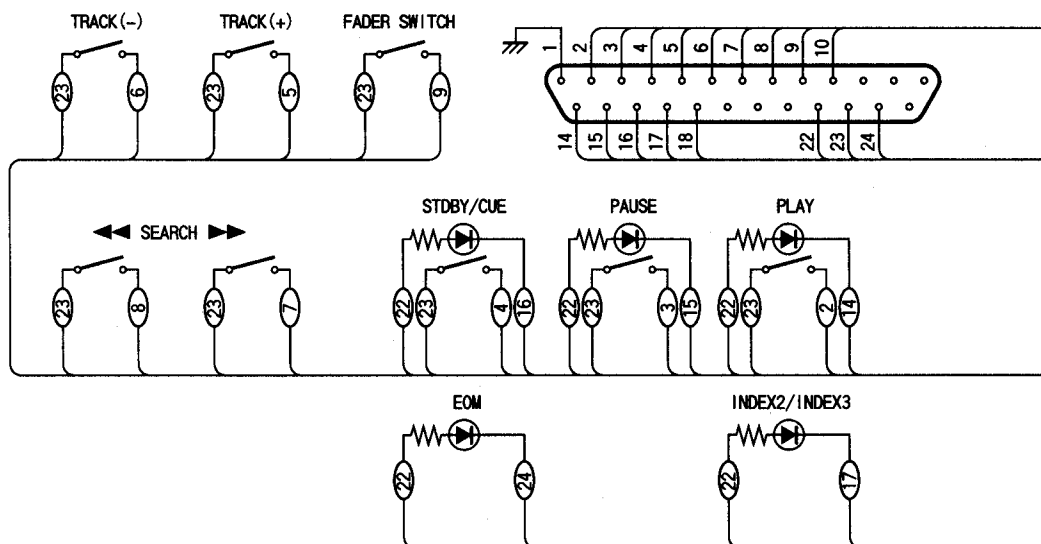 TRACK(-) TRACK(+) FADER SWITCH
1 2 3 4 5 6 7 8 9 10
23 6 23 5 23 9
14 15 16 17 18 22 23 24
◄◄ SEARCH ►►
STDBY/CUE PAUSE PLAY
23 8 23 7 22 23 4 16 22 23 3 15 22 23 2 14
EOM INDEX2/INDEX3
22 24 22 17